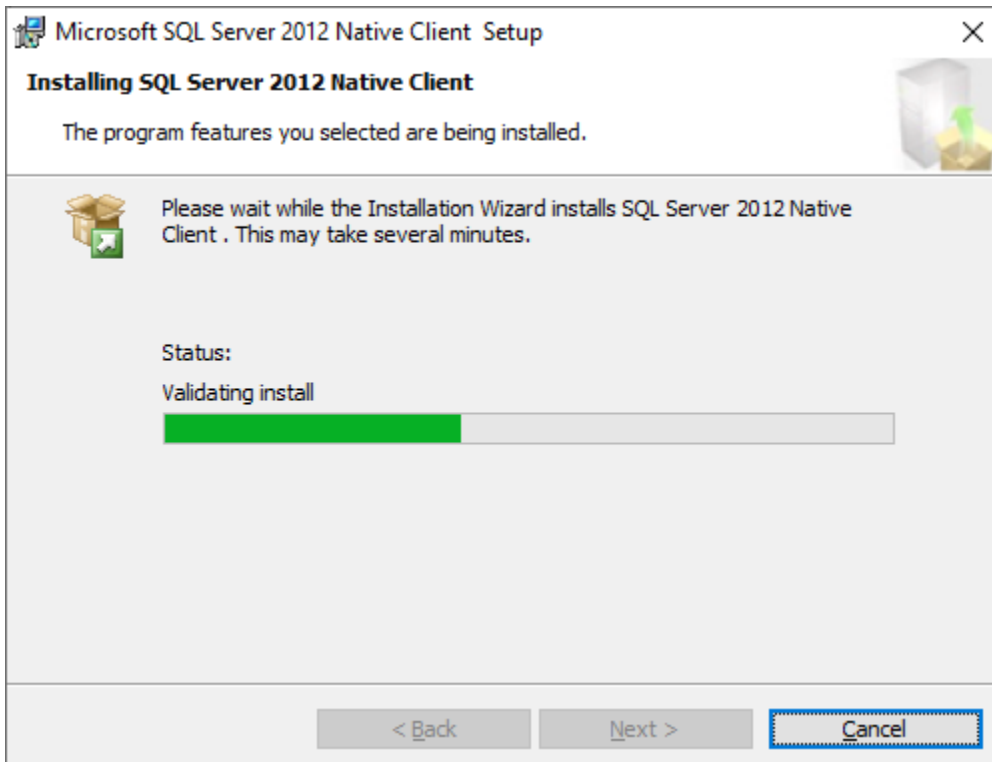 Microsoft SQL Server 2012 Native Client  Setup
Installing SQL Server 2012 Native Client
The program features you selected are being installed.
Please wait while the Installation Wizard installs SQL Server 2012 Native
Client . This may take several minutes.
Status:
Validating install
< Back
Next >
Cancel